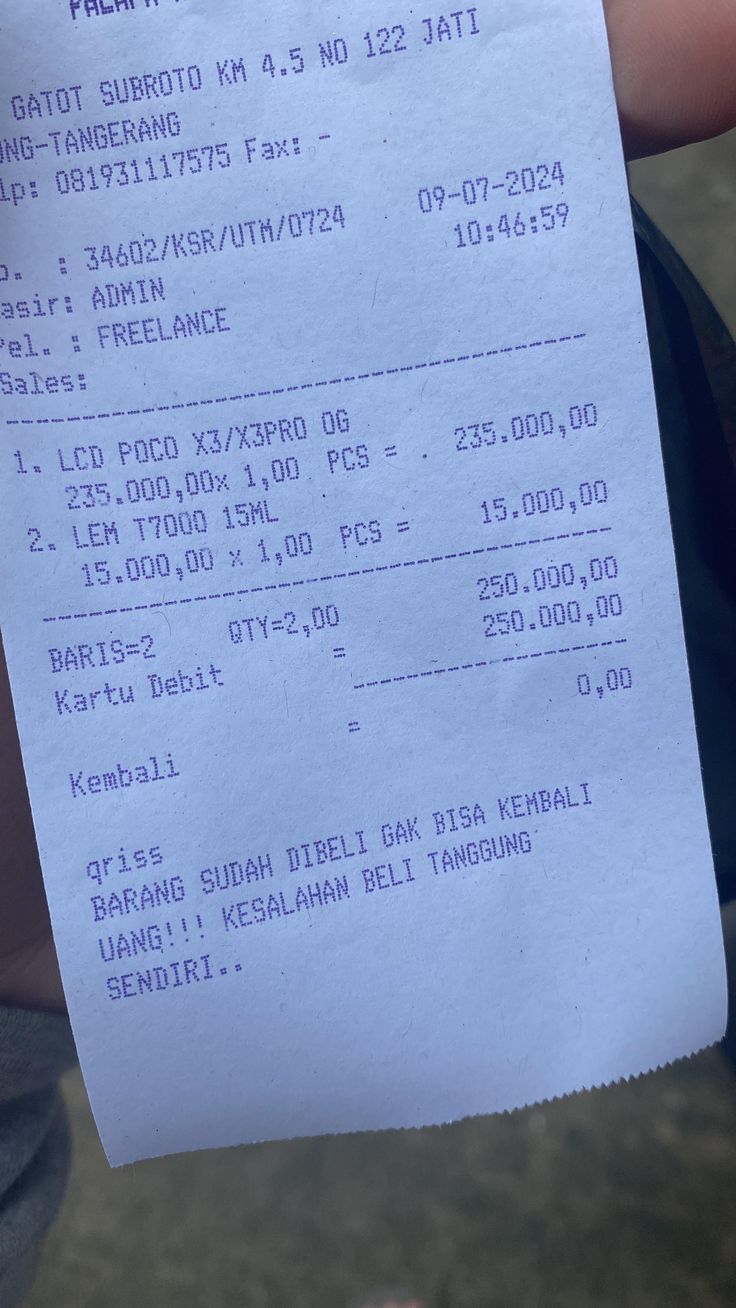 GATOT SUBROTO KM 4.5 NO 122 JATI
UNG-TANGERANG
lp: 081931117575 Fax: -
09-07-2024
o. : 34602/KSR/UTM/0724 10:46:59
asir: ADMIN
Pel. : FREELANCE
Sales:
1. LCD POCO X3/X3PRO OG
235.000,00x 1,00 PCS = 235.000,00
2. LEM T7000 15ML
15.000,00 x 1,00 PCS = 15.000,00
BARIS=2 QTY=2,00 250.000,00
Kartu Debit = 250.000,00
Kembali = 0,00
qriss
BARANG SUDAH DIBELI GAK BISA KEMBALI
UANG!!! KESALAHAN BELI TANGGUNG
SENDIRI..